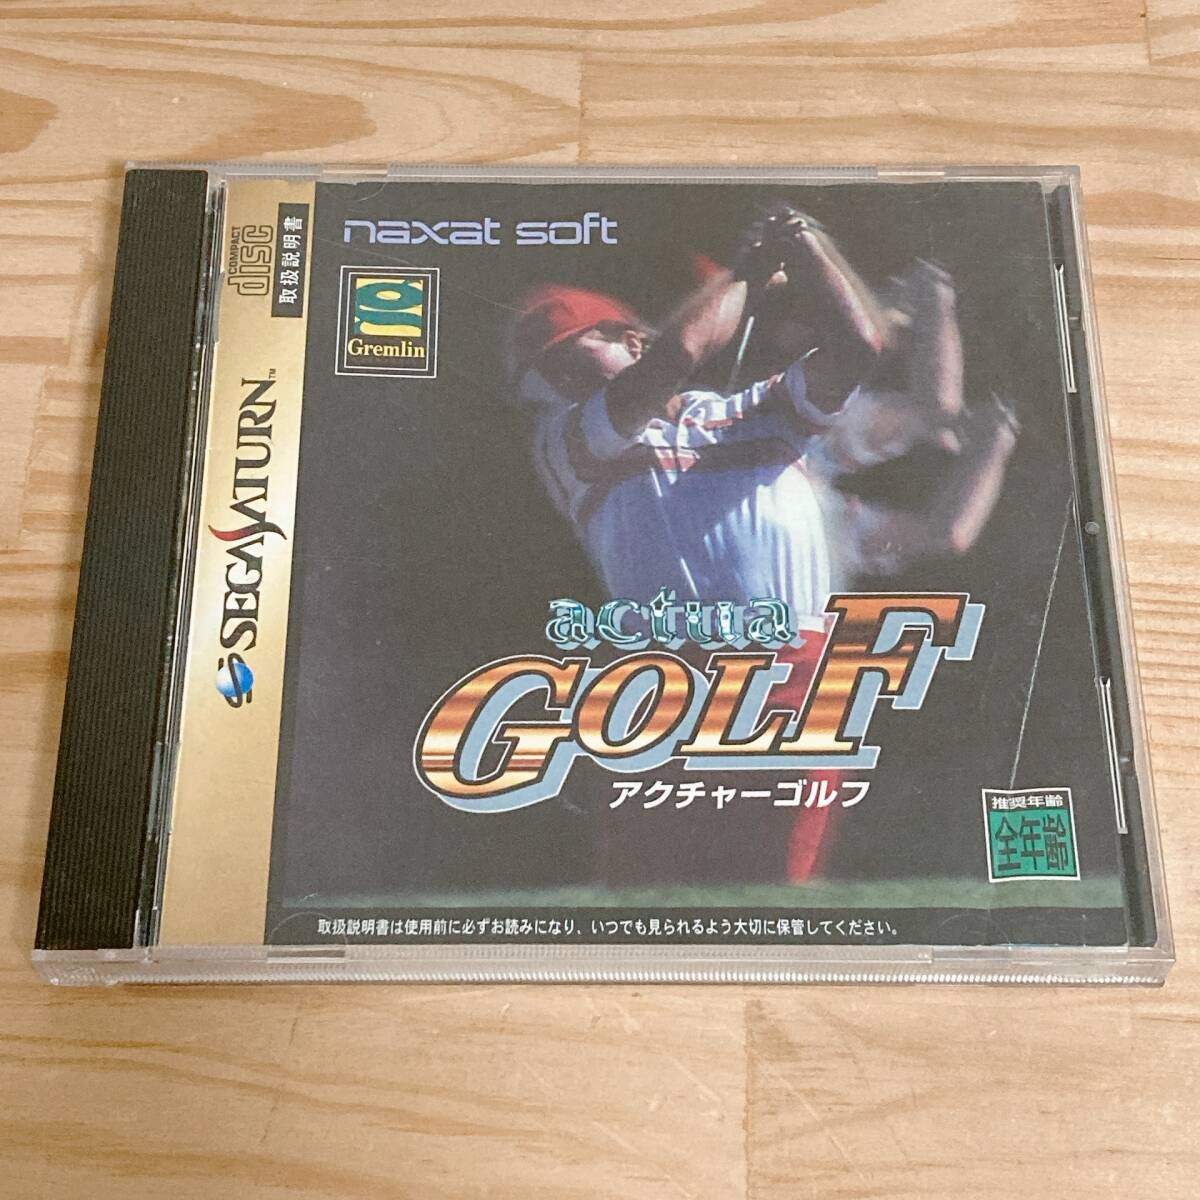 COMPACT
disc
取扱説明書
SEGA SATURN™
naxat soft
Gremlin
actua
GOLF
アクチャーゴルフ
推奨年齢
全年齢
取扱説明書は使用前に必ずお読みになり、いつでも見られるよう大切に保管してください。